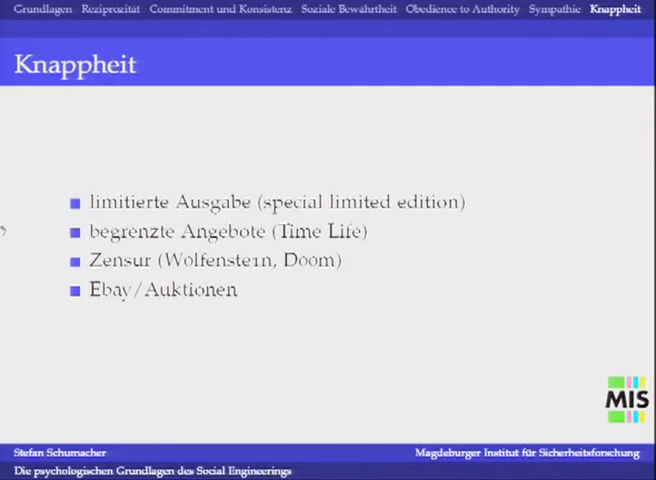 Grundlagen Reziprozität Commitment und Konsistenz Soziale Bewährtheit Obedience to Authority Sympathie Knappheit
Knappheit
limitierte Ausgabe (special limited edition)
begrenzte Angebote (Time Life)
Zensur (Wolfenstein, Doom)
Ebay/Auktionen
MIS
Stefan Schumacher Magdeburger Institut für Sicherheitsforschung
Die psychologischen Grundlagen des Social Engineerings